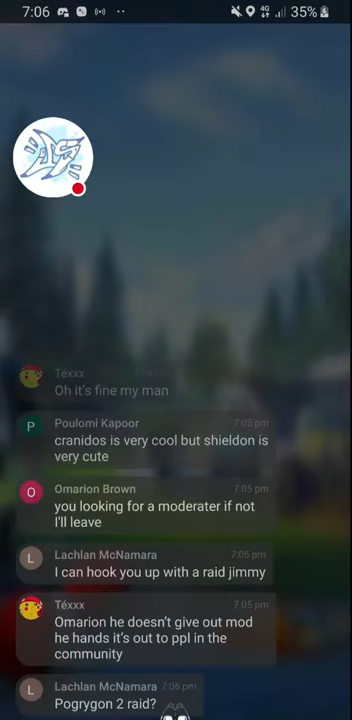 7:06
4G
35%
Téxxx
Oh it's fine my man
Poulomi Kapoor 7:05 pm
cranidos is very cool but shieldon is
very cute
Omarion Brown 7:05 pm
you looking for a moderater if not
I'll leave
Lachlan McNamara 7:05 pm
I can hook you up with a raid jimmy
Téxxx 7:05 pm
Omarion he doesn't give out mod
he hands it's out to ppl in the
community
Lachlan McNamara 7:06 pm
Pogrygon 2 raid?
P
O
L
L